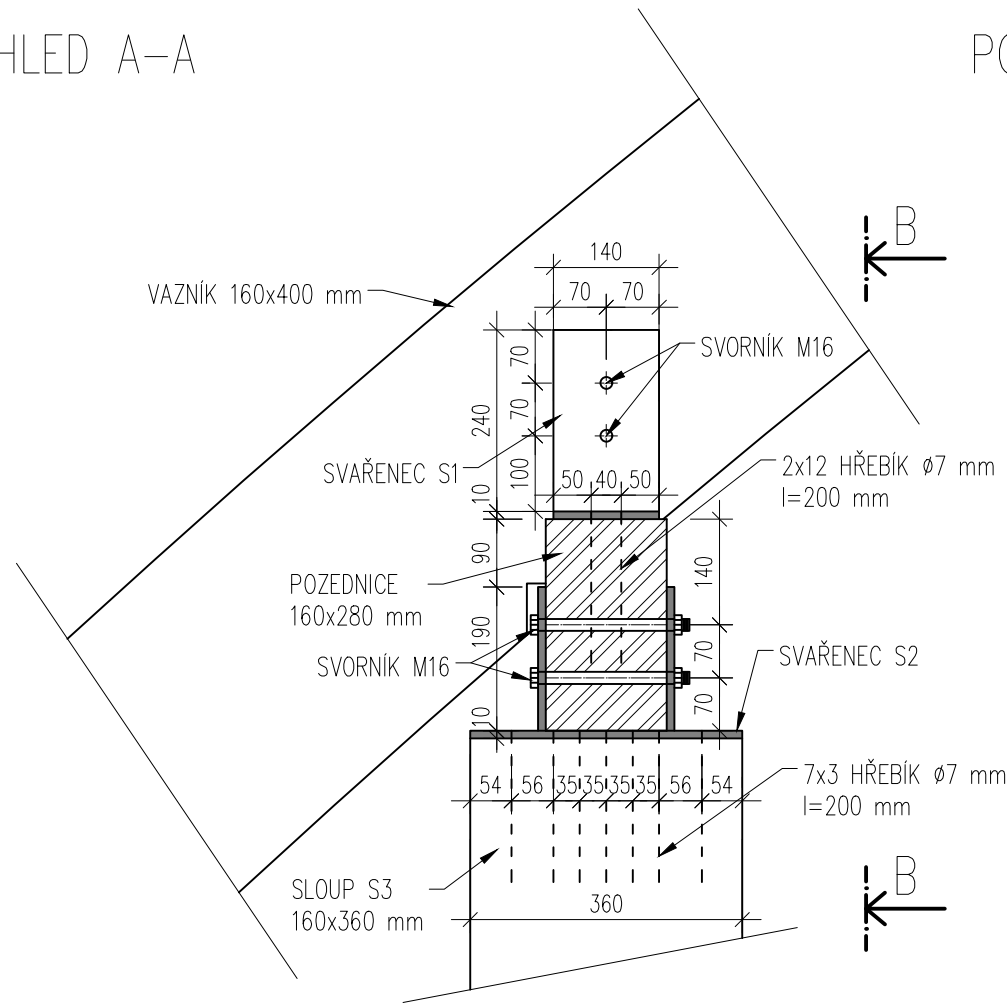 HLED A-A
PO
B
140
70 70
VAZNÍK 160x400 mm
70
SVORNÍK M16
240
70
SVAŘENEC S1
100
50 40 50
2x12 HŘEBÍK ø7 mm
l=200 mm
10
90
140
POZEDNICE
160x280 mm
190
SVORNÍK M16
70
SVAŘENEC S2
70
10
54 56 35 35 35 35 56 54
7x3 HŘEBÍK ø7 mm
l=200 mm
SLOUP S3
160x360 mm
360
B